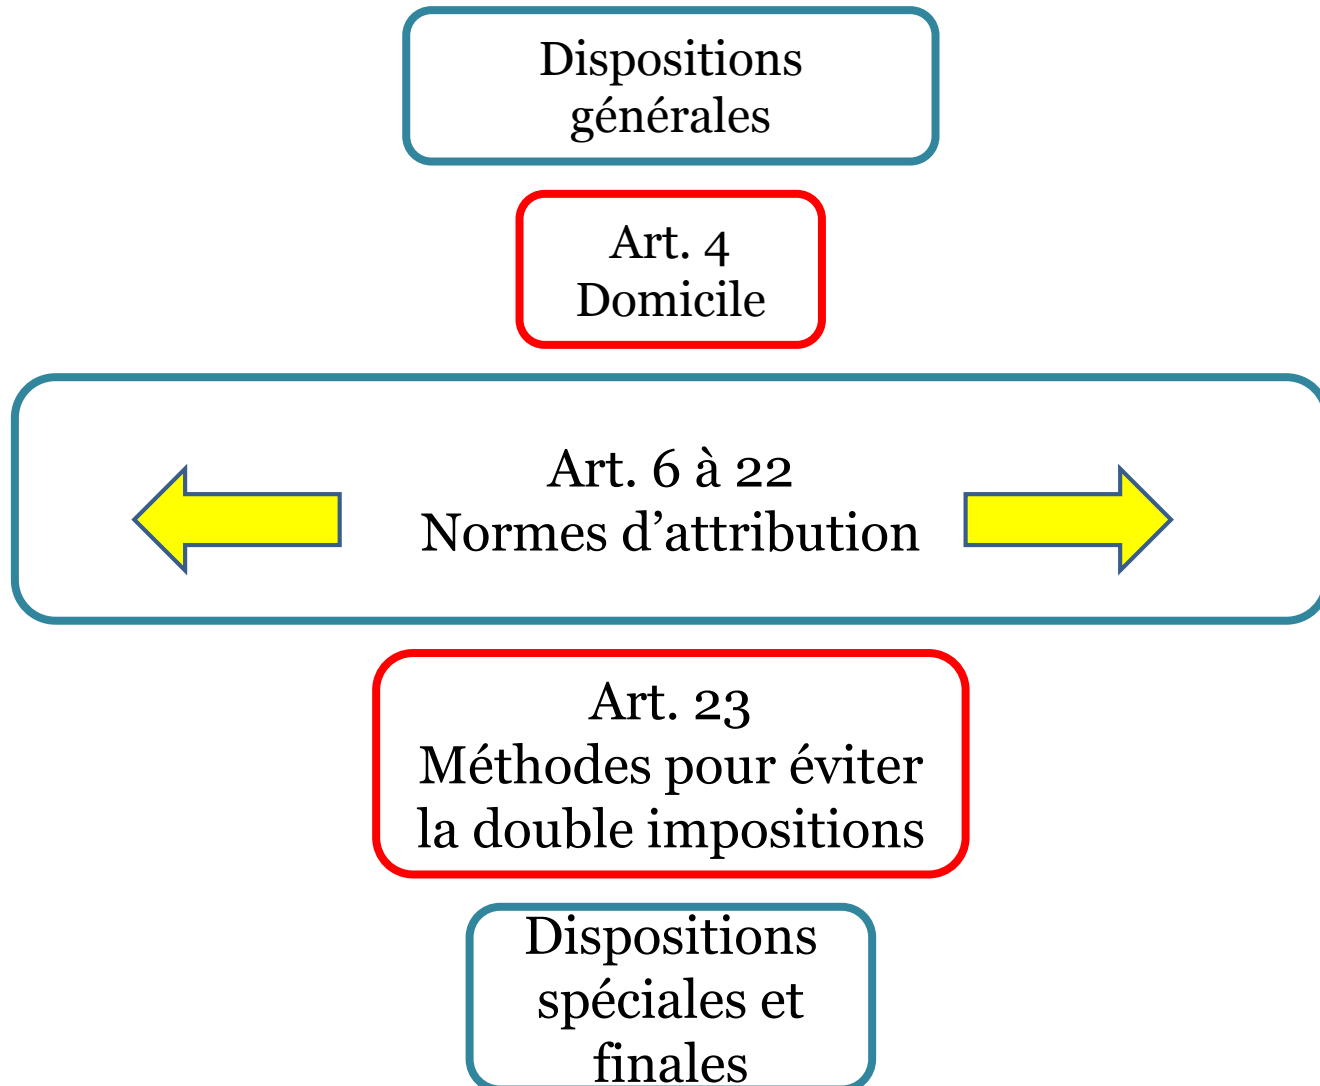 Dispositions
générales
Art. 4
Domicile
Art. 6 à 22
Normes d’attribution
Art. 23
Méthodes pour éviter
la double impositions
Dispositions
spéciales et
finales